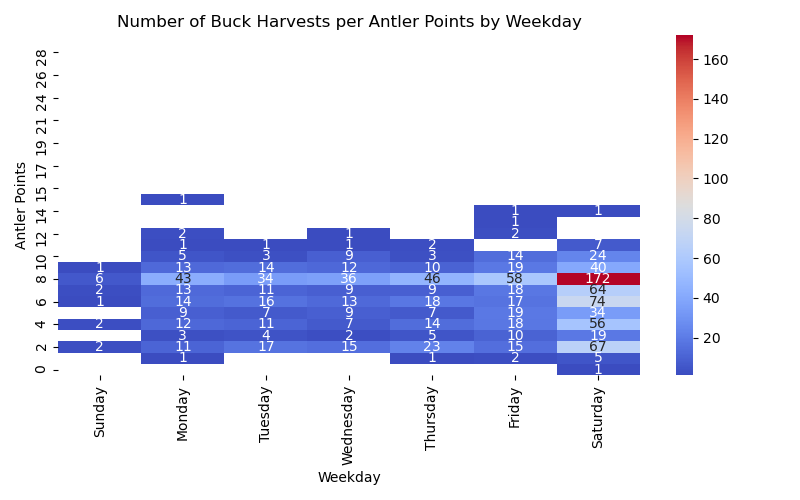 Number of Buck Harvests per Antler Points by Weekday
Antler Points
28
26
24
21
19
17
15
14
12
10
8
6
4
2
0
1
1 1
1
2 1 2
1 1 1 2 7
5 3 9 3 14 24
1 13 14 12 10 19 40
6 43 34 36 46 58 172
2 13 11 9 9 18 64
1 14 16 13 18 17 74
9 7 9 7 19 34
2 12 11 7 14 18 56
3 4 2 5 10 19
2 11 17 15 23 15 67
1 1 2 5
1
Sunday
Monday
Tuesday
Wednesday
Thursday
Friday
Saturday
Weekday
160
140
120
100
80
60
40
20